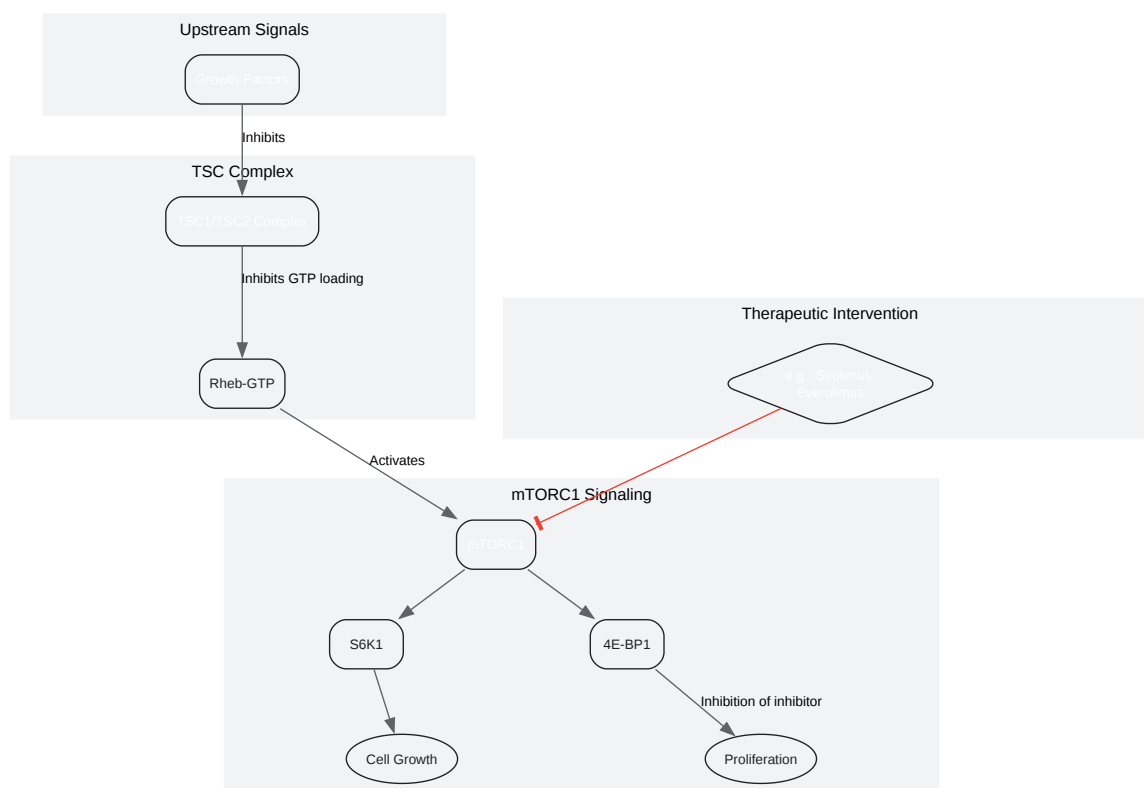 Upstream Signals
Growth Factors
Inhibits
TSC Complex
TSC1/TSC2 Complex
Inhibits GTP loading
Rheb-GTP
Therapeutic Intervention
e.g., Sirolimus,
Everolimus
Activates
mTORC1 Signaling
mTORC1
S6K1
4E-BP1
Inhibition of inhibitor
Cell Growth
Proliferation